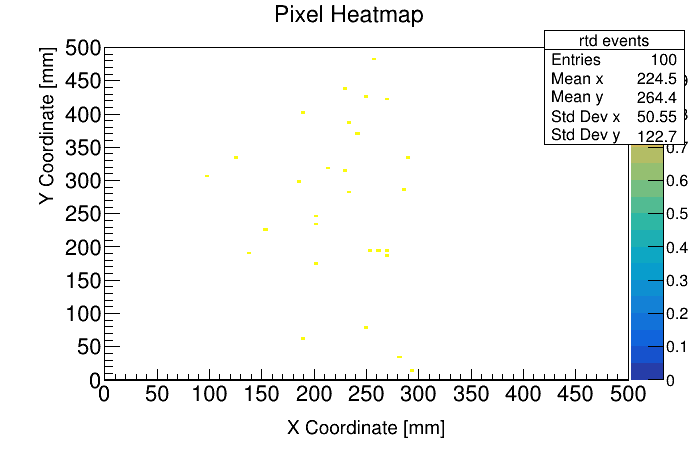 Pixel Heatmap
rtd events
Entries 100
Mean x 224.5
Mean y 264.4
Std Dev x 50.55
Std Dev y 122.7
Y Coordinate [mm]
500
450
400
350
300
250
200
150
100
50
0
0 50 100 150 200 250 300 350 400 450 500
X Coordinate [mm]
0.7
0.6
0.5
0.4
0.3
0.2
0.1
0